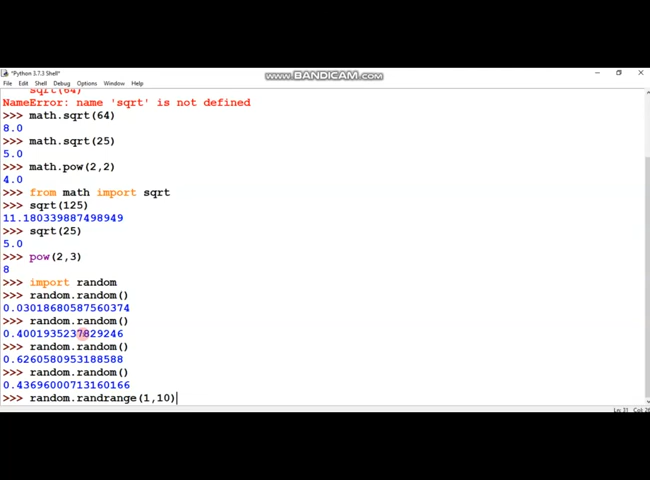 *Python 3.7.3 Shell*
www.BANDICAM.com
File Edit Shell Debug Options Window Help
sqrt(64)
NameError: name 'sqrt' is not defined
>>> math.sqrt(64)
8.0
>>> math.sqrt(25)
5.0
>>> math.pow(2,2)
4.0
>>> from math import sqrt
>>> sqrt(125)
11.180339887498949
>>> sqrt(25)
5.0
>>> pow(2,3)
8
>>> import random
>>> random.random()
0.03018680587560374
>>> random.random()
0.4001935237829246
>>> random.random()
0.6260580953188588
>>> random.random()
0.43696000713160166
>>> random.randrange(1,10)
Ln: 31